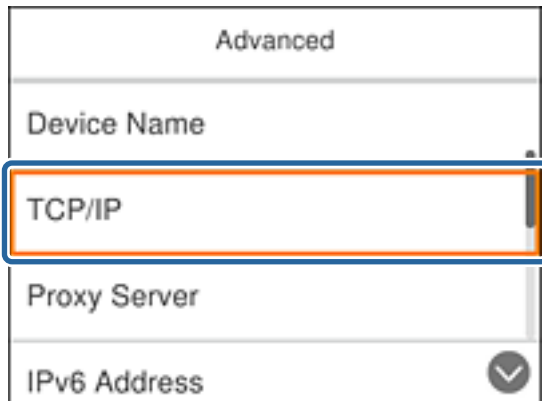 Advanced
Device Name
TCP/IP
Proxy Server
IPv6 Address